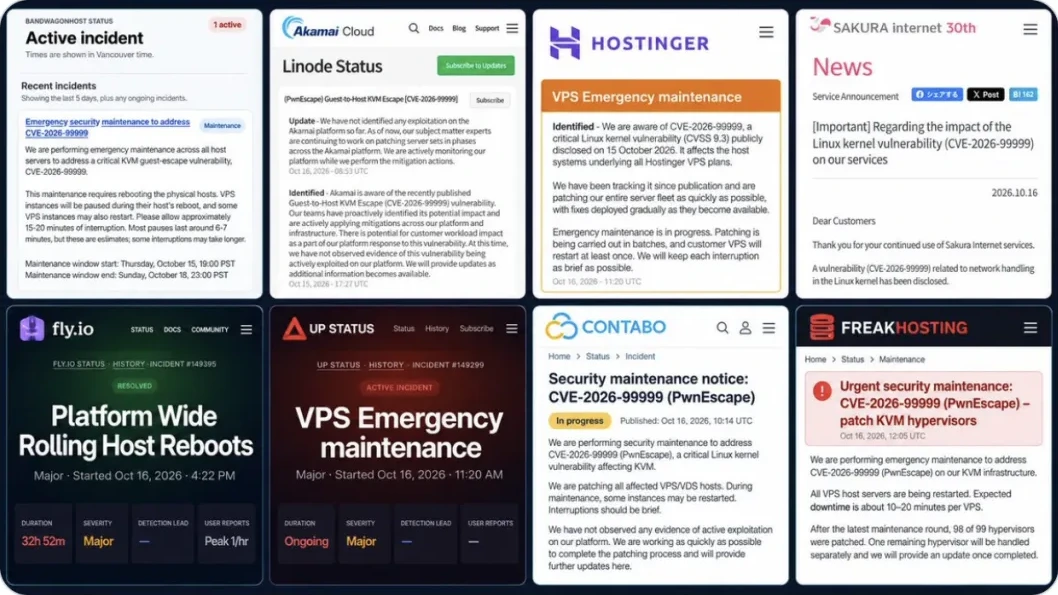 BANDWAGONHOST STATUS
1 active
Active incident
Times are shown in Vancouver time.
Recent incidents
Showing the last 5 days, plus any ongoing incidents.
Emergency security maintenance to address
CVE-2026-99999
Maintenance
We are performing maintenance across all host
servers to address a critical KVM guest-escape vulnerability,
CVE-2026-99999.
This maintenance requires rebooting the physical hosts. VPS
instances will be paused during their host's reboot, and some
VPS instances may also restart. Please allow approximately
15-20 minutes of interruption. Most pauses last around 6-7
minutes, but these are estimates; some interruptions may take longer.
Maintenance window start: Thursday, October 15, 19:00 PST
Maintenance window end: Sunday, October 18, 23:00 PST
Akamai Cloud
Docs Blog Support
Linode Status
Subscribe to Updates
(PwnEscape) Guest-to-Host KVM Escape [CVE-2026-99999]
Subscribe
Update - We have not identified any exploitation on the
Akamai platform so far. As of now, our subject matter experts
are continuing to work on patching server sets in phases
across the Akamai platform. We are actively monitoring our
platform while we perform the mitigation actions.
Oct 16, 2026 - 08:53 UTC
Identified - Akamai is aware of the recently published
Guest-to-Host KVM Escape (CVE-2026-99999) vulnerability.
Our teams have proactively identified its potential impact and
are actively applying mitigations across our platform and
infrastructure. There is potential for customer workload impact
as a part of our platform response to this vulnerability. At this time,
we have not observed evidence of this vulnerability being
actively exploited on our platform. We will provide updates as
additional information becomes available.
Oct 15, 2026 - 17:27 UTC
HOSTINGER
VPS Emergency maintenance
Identified - We are aware of CVE-2026-99999, a
critical Linux kernel vulnerability (CVSS 9.3) publicly
disclosed on 15 October 2026. It affects the host
systems underlying all Hostinger VPS plans.
We have been tracking it since publication and are
patching our entire server fleet as quickly as possible,
with fixes deployed gradually as they become available.
Emergency maintenance is in progress. Patching is
being carried out in batches, and customer VPS will
restart at least once. We will keep each interruption
as brief as possible.
Oct 16, 2026 - 11:20 UTC
SAKURA internet 30th
News
Service Announcement
シェアする
X Post
B! 162
[Important] Regarding the impact of the
Linux kernel vulnerability (CVE-2026-99999)
on our services
2026.10.16
Dear Customers
Thank you for your continued use of Sakura Internet services.
A vulnerability (CVE-2026-99999) related to network handling
in the Linux kernel has been disclosed.
fly.io
STATUS DOCS COMMUNITY
FLY.IO STATUS · HISTORY · INCIDENT #149395
RESOLVED
Platform Wide
Rolling Host Reboots
Major · Started Oct 16, 2026 · 4:22 PM
DURATION
32h 52m
SEVERITY
Major
DETECTION LEAD
—
USER REPORTS
Peak 1/hr
UP STATUS
Status History Subscribe
UP STATUS · HISTORY · INCIDENT #149299
ACTIVE INCIDENT
VPS Emergency
maintenance
Major · Started Oct 16, 2026 · 11:20 AM
DURATION
Ongoing
SEVERITY
Major
DETECTION LEAD
—
USER REPORTS
—
CONTABO
Home > Status > Incident
Security maintenance notice:
CVE-2026-99999 (PwnEscape)
In progress
Published: Oct 16, 2026, 10:14 UTC
We are performing security maintenance to address
CVE-2026-99999 (PwnEscape), a critical Linux kernel
vulnerability affecting KVM.
We are patching all affected VPS/VDS hosts. During
maintenance, some instances may be restarted.
Interruptions should be brief.
We have not observed any evidence of active exploitation
on our platform. We are working as quickly as possible
to complete the patching process and will provide
further updates here.
FREAKHOSTING
Home > Status > Maintenance
Urgent security maintenance:
CVE-2026-99999 (PwnEscape) –
patch KVM hypervisors
Oct 16, 2026, 12:05 UTC
We are performing emergency maintenance to address
CVE-2026-99999 (PwnEscape) on our KVM infrastructure.
All VPS host servers are being restarted. Expected
downtime is about 10–20 minutes per VPS.
After the latest maintenance round, 98 of 99 hypervisors
were patched. One remaining hypervisor will be handled
separately and we will provide an update once completed.